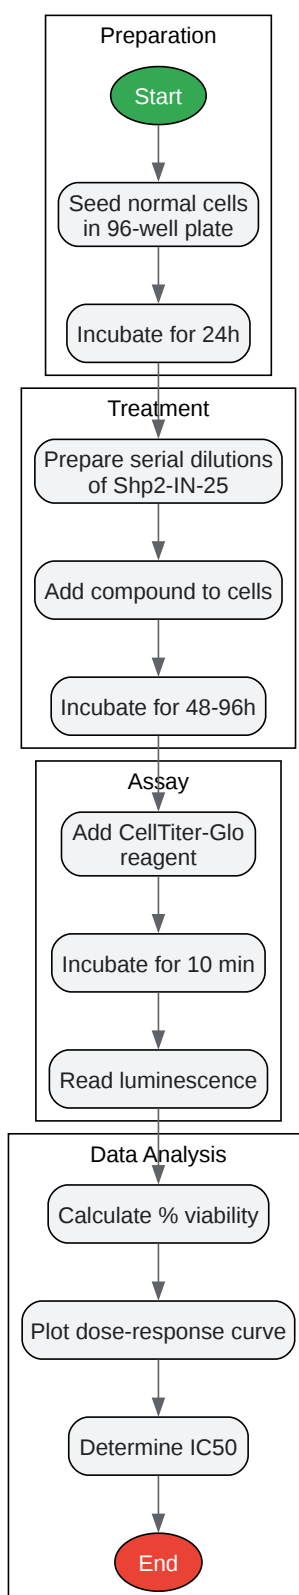 Preparation
Start
Seed normal cells
in 96-well plate
Incubate for 24h
Treatment
Prepare serial dilutions
of Shp2-IN-25
Add compound to cells
Incubate for 48-96h
Assay
Add CellTiter-Glo
reagent
Incubate for 10 min
Read luminescence
Data Analysis
Calculate % viability
Plot dose-response curve
Determine IC50
End